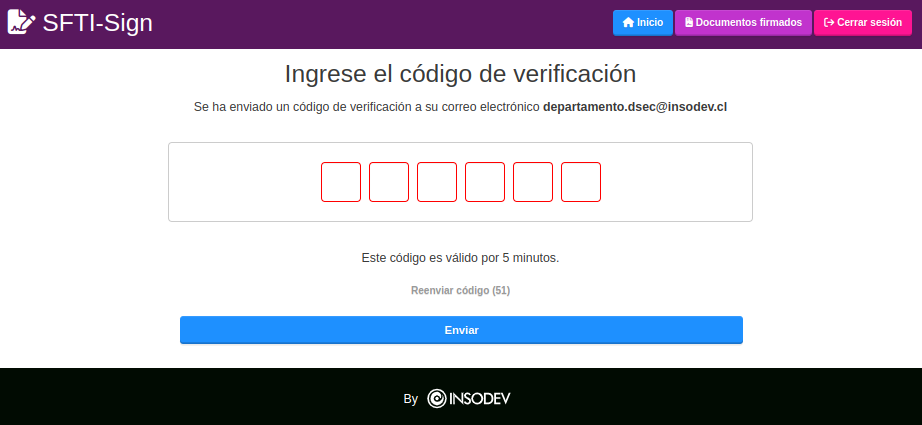 SFTI-Sign
Inicio
Documentos firmados
Cerrar sesión
Ingrese el código de verificación
Se ha enviado un código de verificación a su correo electrónico departamento.dsec@insodev.cl
Este código es válido por 5 minutos.
Reenviar código (51)
Enviar
By INSODEV